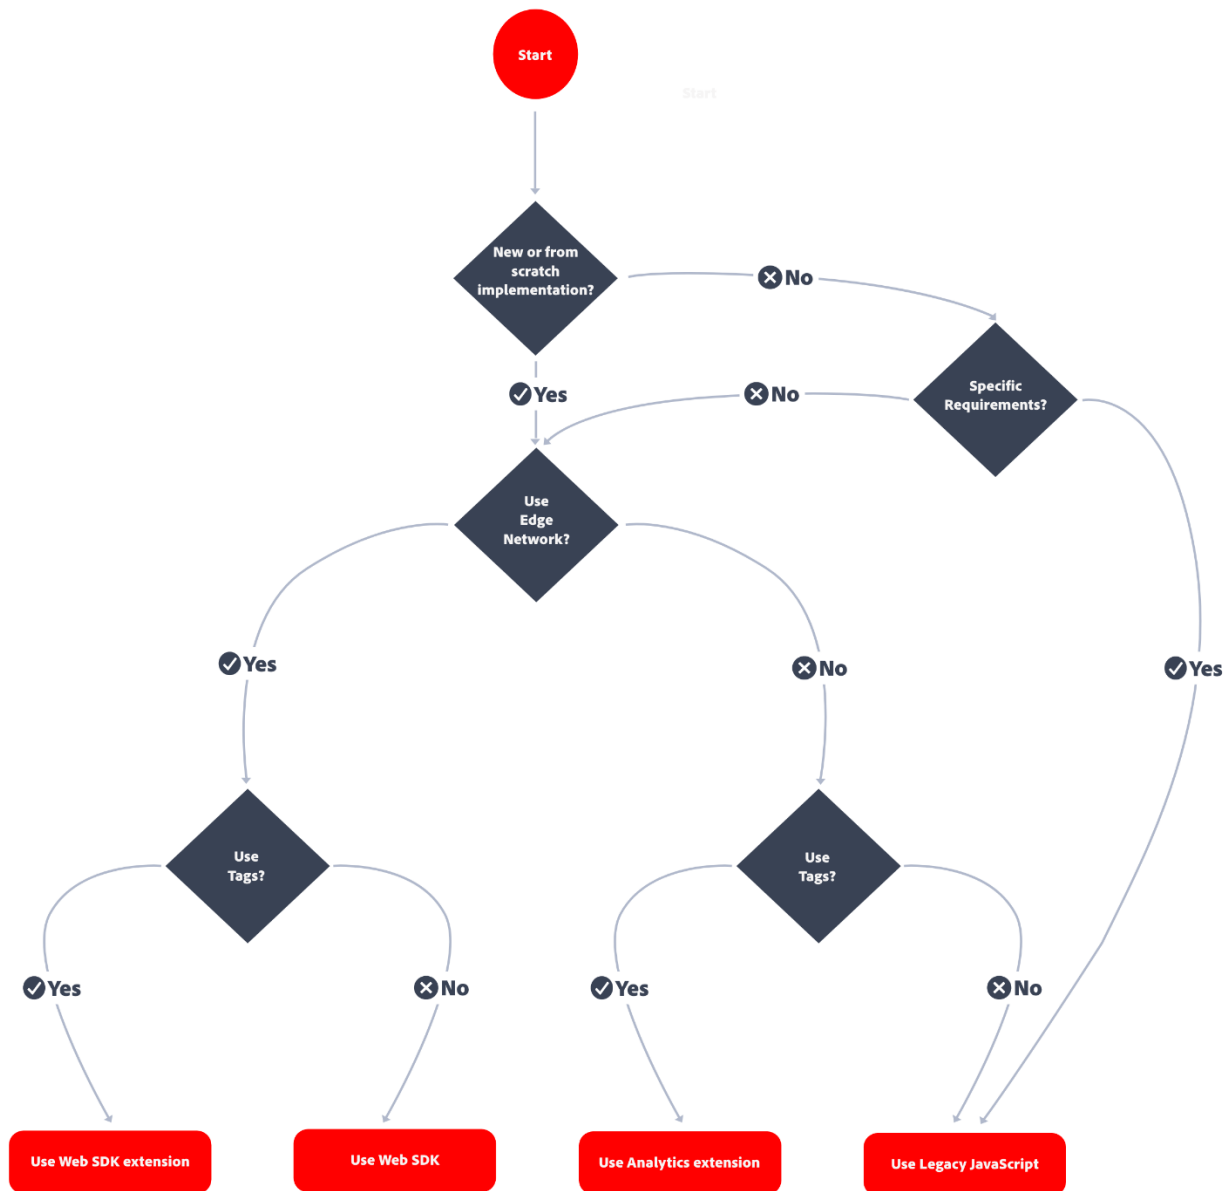 Start
Start
New or from
scratch
implementation?
No
Specific
Requirements?
Yes
No
Use
Edge
Network?
Yes
No
Yes
Use
Tags?
Use
Tags?
Yes
No
Yes
No
Use Web SDK extension
Use Web SDK
Use Analytics extension
Use Legacy JavaScript